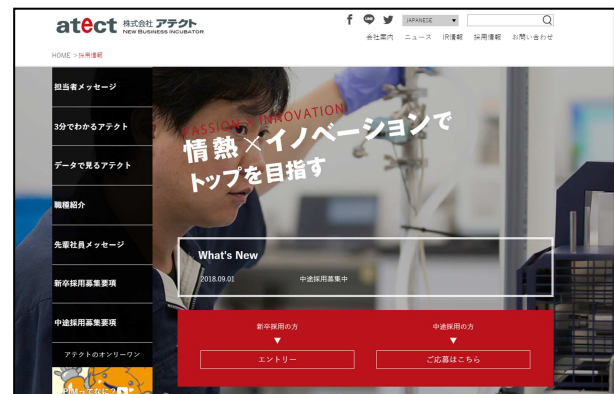 atect 株式会社 アテクト
NEW BUSINESS INCUBATOR
f
JAPANESE ▼
会社案内 ニュース IR情報 採用情報 お問い合わせ
HOME > 採用情報
担当者メッセージ
3分でわかるアテクト
データで見るアテクト
職種紹介
先輩社員メッセージ
新卒採用募集要項
中途採用募集要項
アテクトのオンリーワン
PIMってなに?
PASSION × INNOVATION
情熱×イノベーションで
トップを目指す
What's New
2018.09.01 中途採用募集中
新卒採用の方
▼
エントリー
中途採用の方
▼
ご応募はこちら